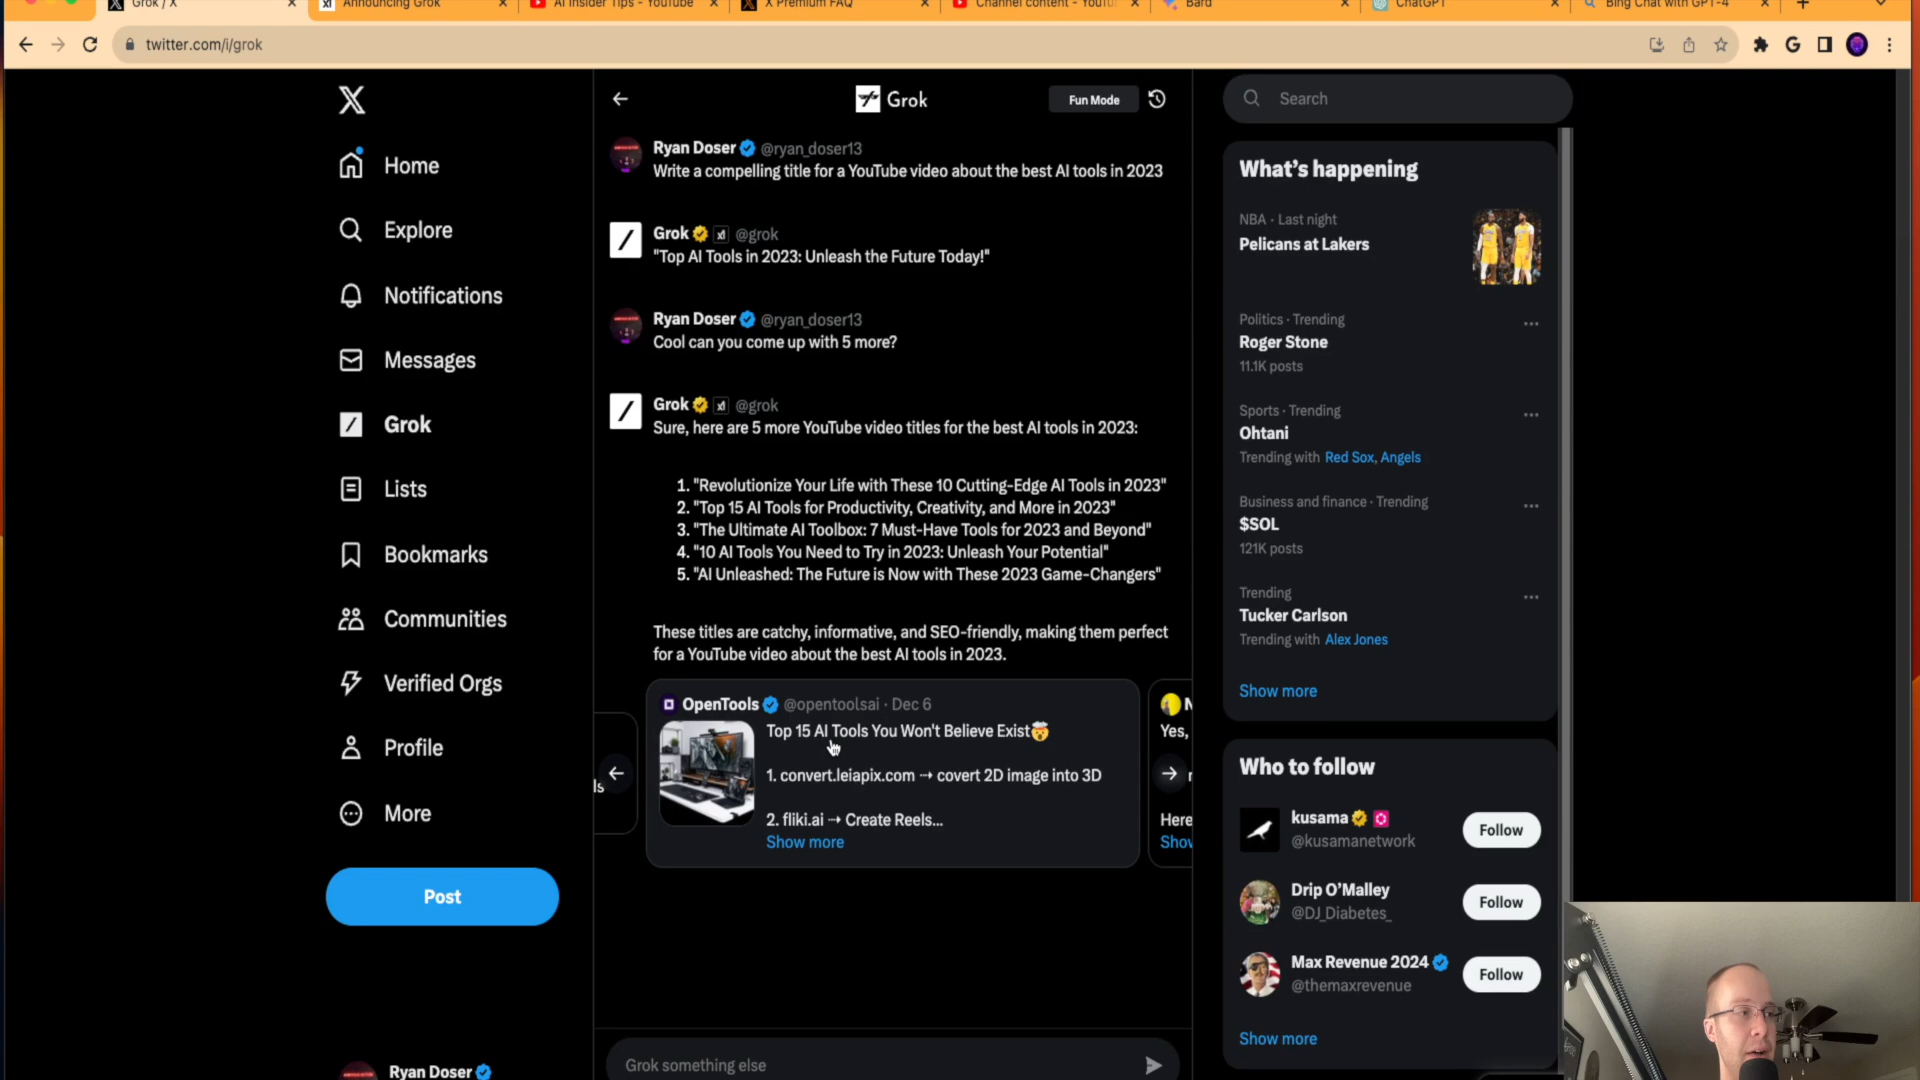 Grok / X
Announcing Grok
AI Insider Tips - YouTube
X Premium FAQ
Channel content - YouTu
Bard
ChatGPT
Bing Chat with GPT-4
twitter.com/i/grok
Home
Explore
Notifications
Messages
Grok
Lists
Bookmarks
Communities
Verified Orgs
Profile
More
Post
Ryan Doser
Grok
Fun Mode
Ryan Doser @ryan_doser13
Write a compelling title for a YouTube video about the best AI tools in 2023
Grok @grok
"Top AI Tools in 2023: Unleash the Future Today!"
Ryan Doser @ryan_doser13
Cool can you come up with 5 more?
Grok @grok
Sure, here are 5 more YouTube video titles for the best AI tools in 2023:
1. "Revolutionize Your Life with These 10 Cutting-Edge AI Tools in 2023"
2. "Top 15 AI Tools for Productivity, Creativity, and More in 2023"
3. "The Ultimate AI Toolbox: 7 Must-Have Tools for 2023 and Beyond"
4. "10 AI Tools You Need to Try in 2023: Unleash Your Potential"
5. "AI Unleashed: The Future is Now with These 2023 Game-Changers"
These titles are catchy, informative, and SEO-friendly, making them perfect
for a YouTube video about the best AI tools in 2023.
OpenTools @opentoolsai · Dec 6
Top 15 AI Tools You Won't Believe Exist🤯
1. convert.leiapix.com ⇢ covert 2D image into 3D
2. fliki.ai ⇢ Create Reels...
Show more
Yes,
Here
Grok something else
Search
What's happening
NBA · Last night
Pelicans at Lakers
Politics · Trending
Roger Stone
11.1K posts
Sports · Trending
Ohtani
Trending with Red Sox, Angels
Business and finance · Trending
$SOL
121K posts
Trending
Tucker Carlson
Trending with Alex Jones
Show more
Who to follow
kusama
@kusamanetwork
Follow
Drip O'Malley
@DJ_Diabetes_
Follow
Max Revenue 2024
@themaxrevenue
Follow
Show more